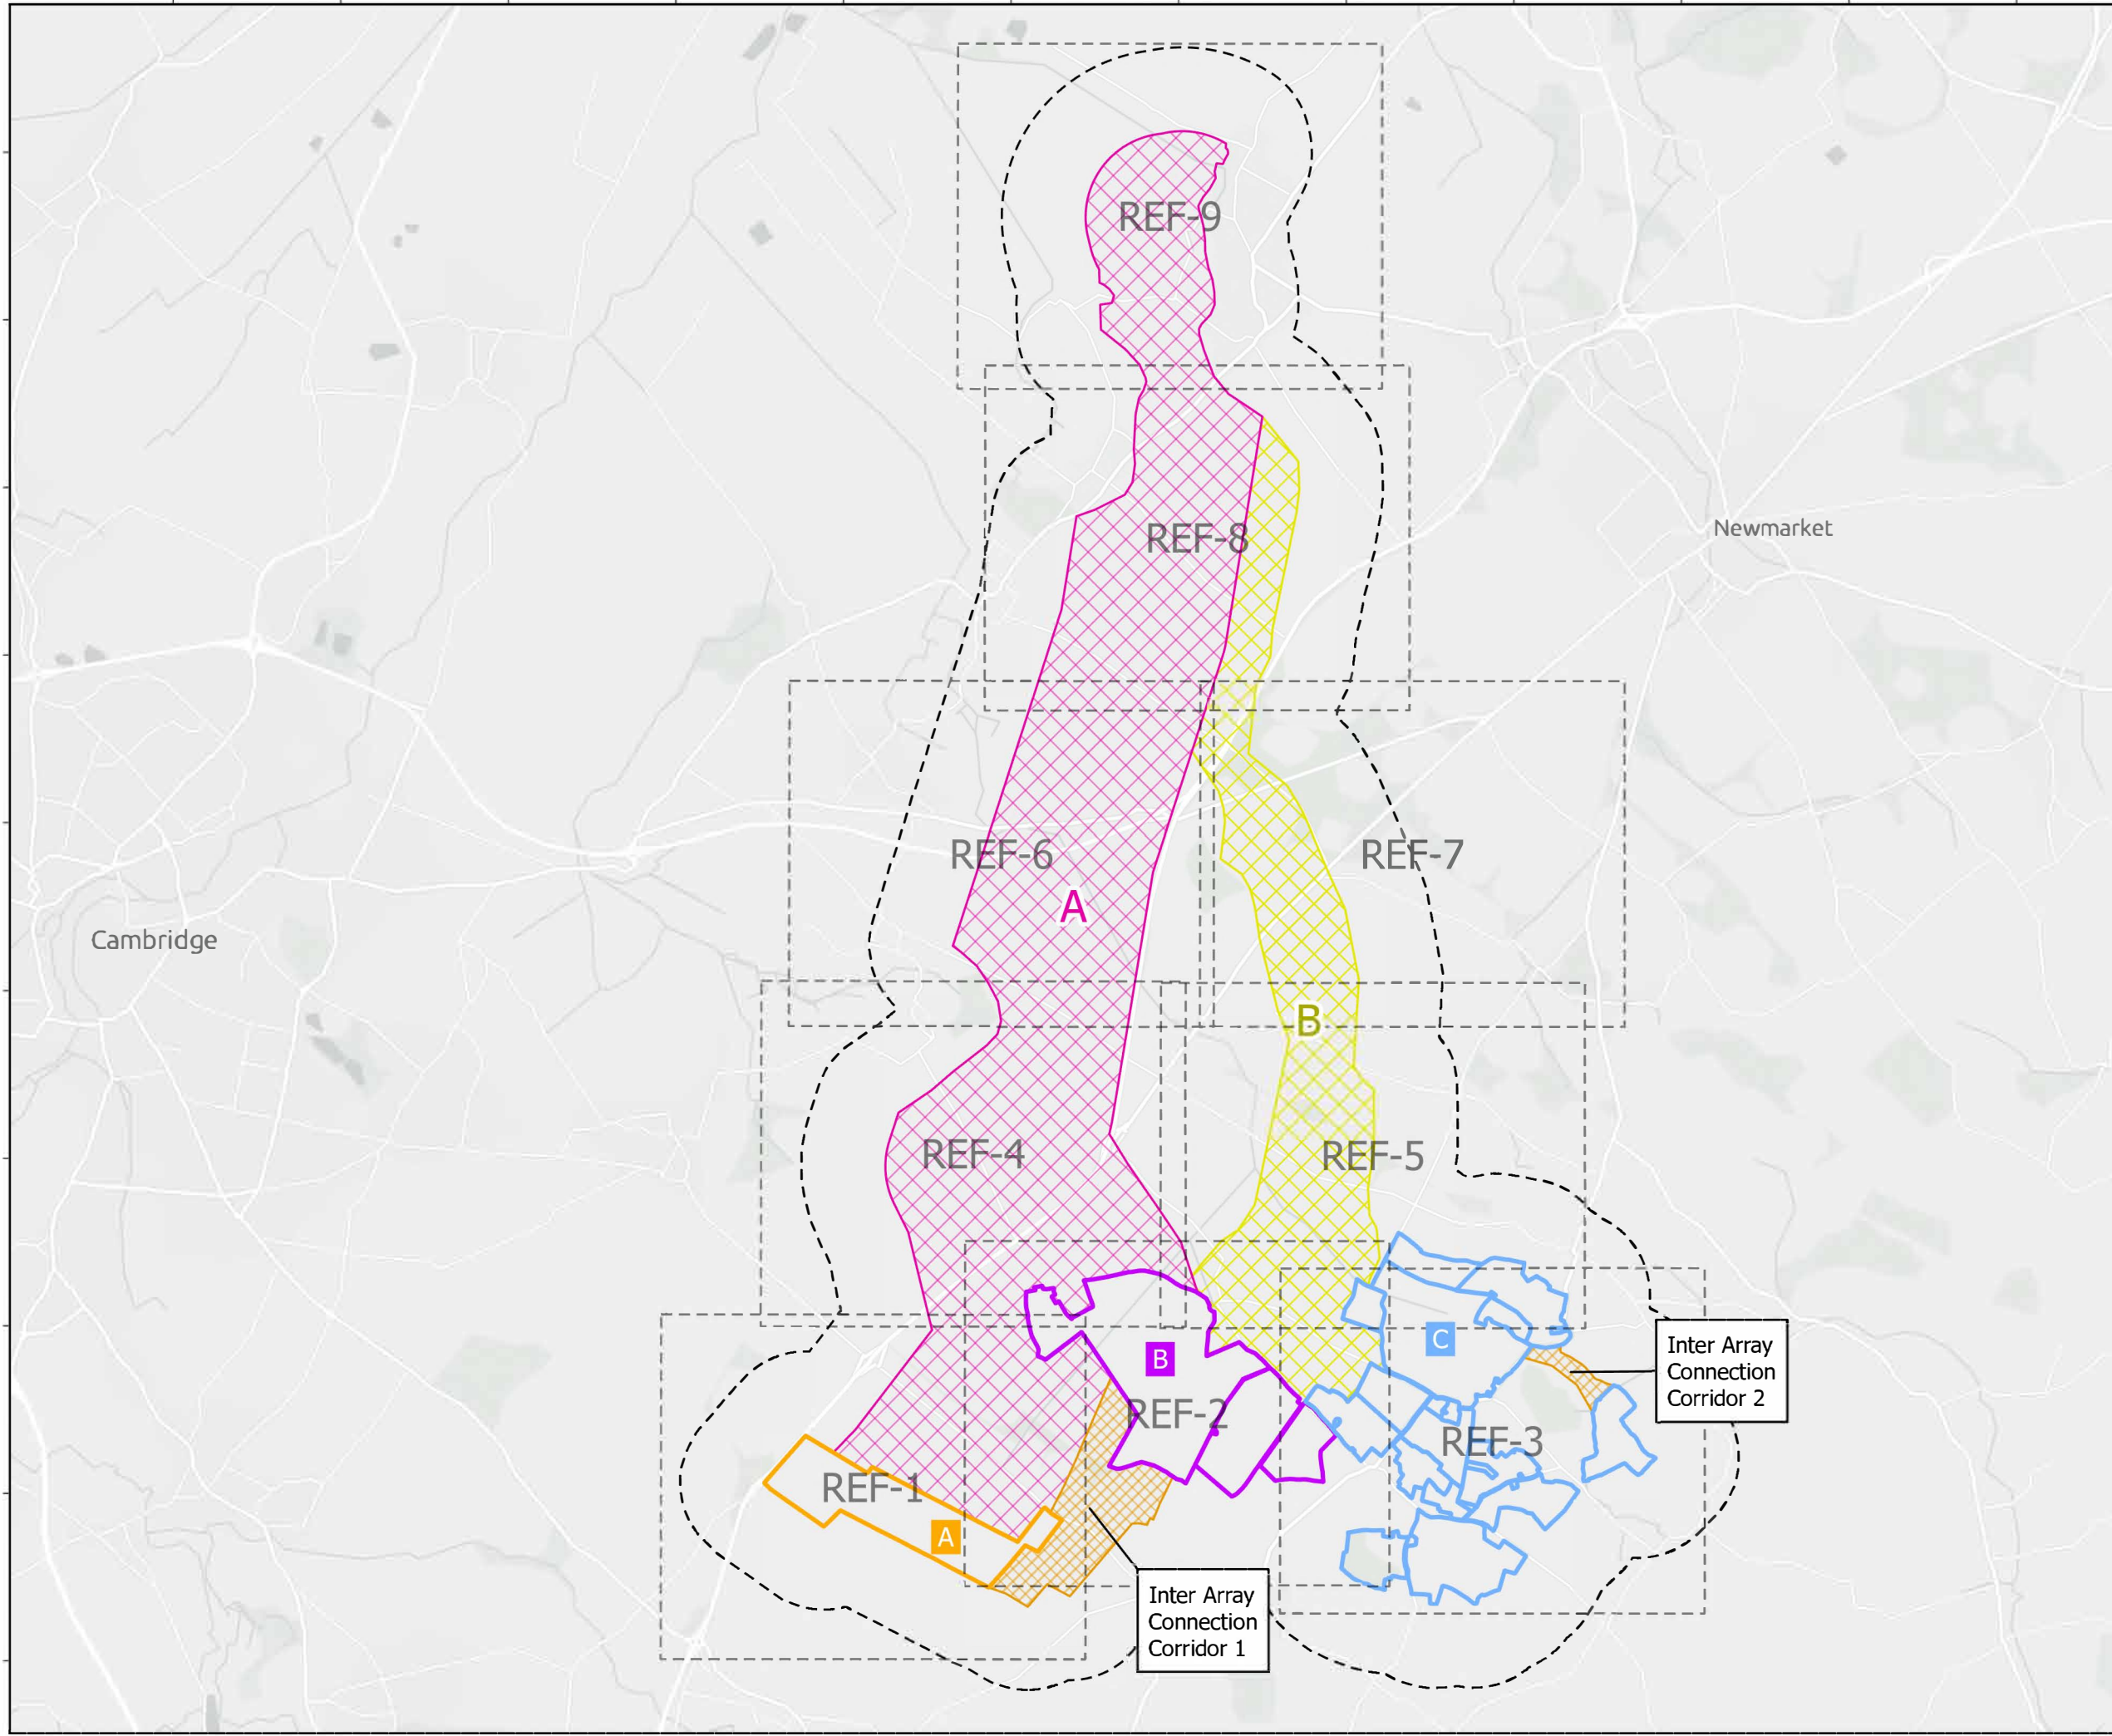 REF-9
Newmarket
REF-8
REF-6
REF-7
A
Cambridge
B
REF-4
REF-5
C
Inter Array
Connection
Corridor 2
B
REF-2
REF-3
REF-1
A
Inter Array
Connection
Corridor 1